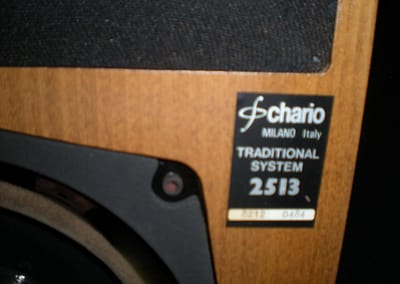 chario
MILANO Italy
TRADITIONAL
SYSTEM
2513